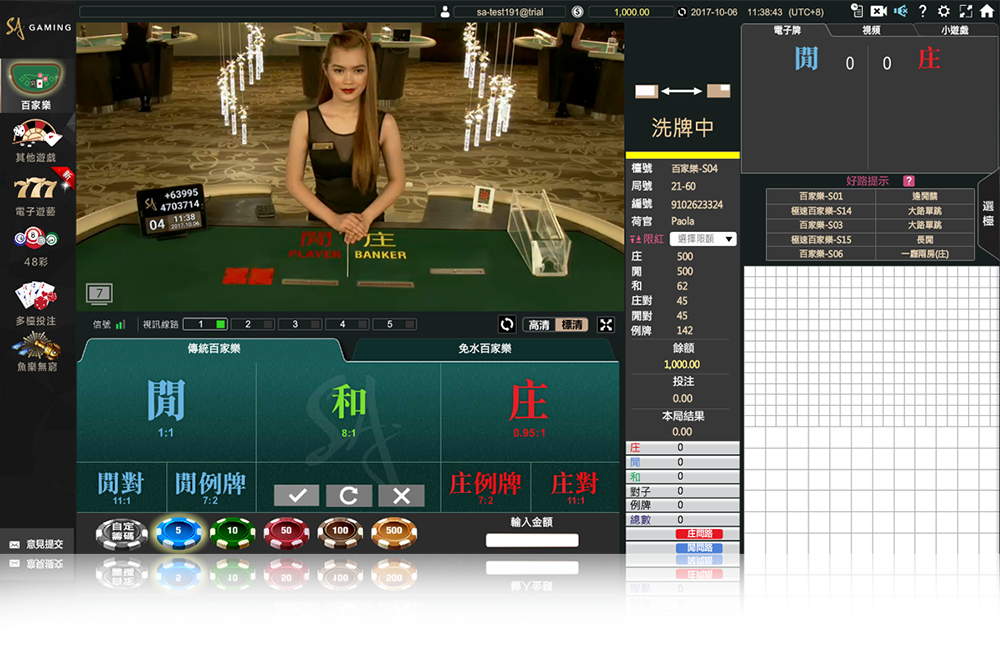 SA GAMING
sa-test191@trial
1,000.00
2017-10-06 11:38:43 (UTC+8)
百家樂
其他遊戲
新
777
電子遊藝
8
48彩
多檯投注
魚樂無窮
意見提交
+63995
SA 4703714
04 11:38
2017.10.06
閒 庄
PLAYER BANKER
7
信號
視訊線路
1
2
3
4
5
高清 標清
傳統百家樂
免水百家樂
閒
1:1
和
8:1
庄
0.95:1
閒對
11:1
閒例牌
7:2
庄例牌
7:2
庄對
11:1
自定籌碼
5
10
50
100
500
輸入金額
洗牌中
檯號 百家樂-S04
局號 21-60
編號 9102623324
荷官 Paola
限紅 選擇限額
庄 500
閒 500
和 62
庄對 45
閒對 45
例牌 142
餘額
1,000.00
投注
0.00
本局結果
0.00
庄 0
閒 0
和 0
對子 0
例牌 0
總數 0
庄問路
閒問路
電子牌
視頻
小遊戲
閒 0 0 庄
好路提示 ?
百家樂-S01 逢閒跳
極速百家樂-S14 大路單跳
百家樂-S03 大路單跳
極速百家樂-S15 長閒
百家樂-S06 一廳兩房(庄)
選檯